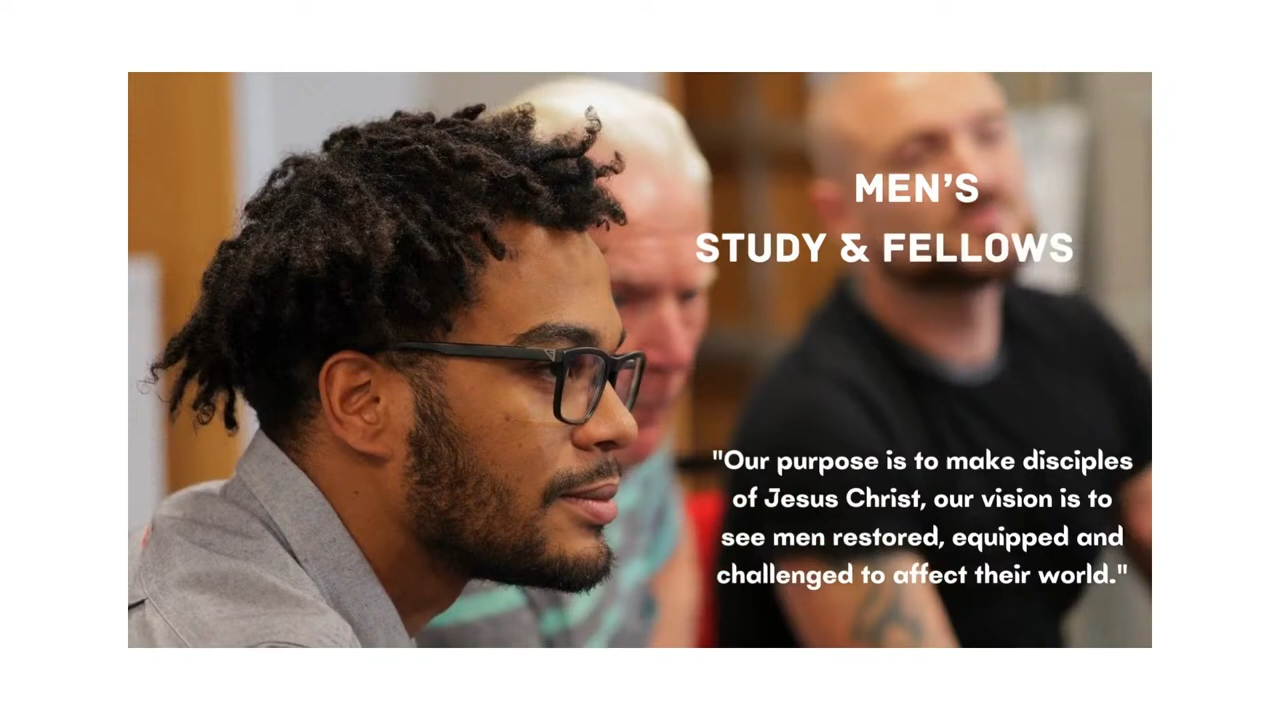 MEN’S
STUDY & FELLOWS
"Our purpose is to make disciples
of Jesus Christ, our vision is to
see men restored, equipped and
challenged to affect their world."